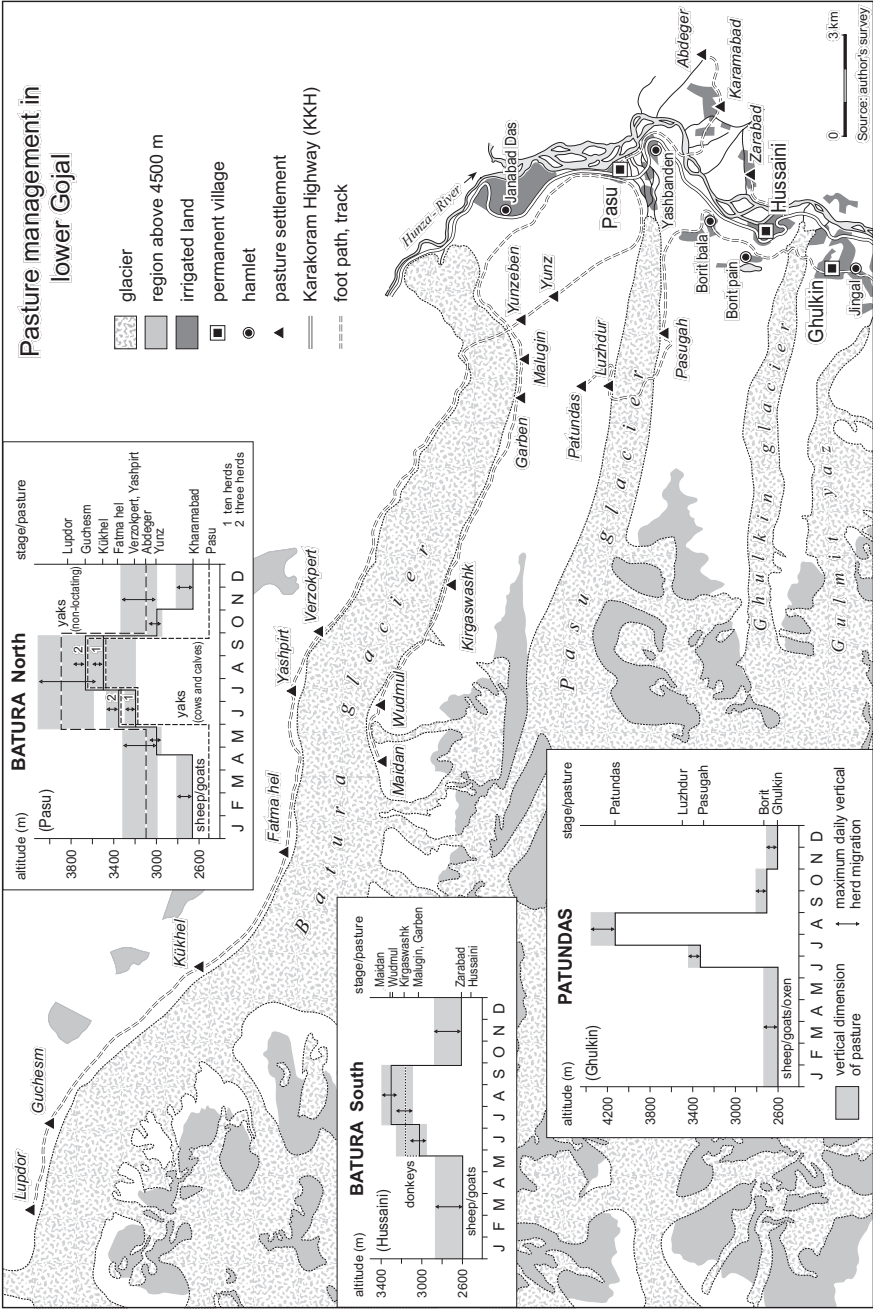 Pasture management in
lower Gojal
glacier
region above 4500 m
irrigated land
permanent village
hamlet
pasture settlement
Karakoram Highway (KKH)
foot path, track
BATURA North
altitude (m)
stage/pasture
(Pasu)
3800
3400
3000
2600
yaks
(non-lodating)
yaks
(cows and calves)
sheep/goats
2
1
2
1
Lupdor
Guchesm
Kükhel
Fatma hel
Verzokpert, Yashpirt
Abdeger
Yunz
Kharamabad
Pasu
1 ten herds
2 three herds
J F M A M J J A S O N D
Lupdor
Guchesm
Kükhel
Fatma hel
Yashpirt
Verzokpert
Batura glacier
Maidan
Wudmul
Kirgaswashk
Garben
Malugin
Yunzeben
Yunz
Hunza - River
Janabad Das
Pasu
Yashbanden
Abdeger
Karamabad
Zarabad
Hussaini
Borit bala
Borit pain
Ghulkin
Jingal
Patundas
Luzhdur
Pasugah
Pasu glacier
Ghulkin glacier
Gulmit yaz
BATURA South
altitude (m)
stage/pasture
(Hussaini)
3400
3000
2600
donkeys
sheep/goats
Maidan
Wudmul
Kirgaswashk
Malugin, Garben
Zarabad
Hussaini
J F M A M J J A S O N D
PATUNDAS
altitude (m)
stage/pasture
(Ghulkin)
4200
3800
3400
3000
2600
sheep/goats/oxen
Patundas
Luzhdur
Pasugah
Borit
Ghulkin
J F M A M J J A S O N D
vertical dimension
of pasture
maximum daily vertical
herd migration
0 3 km
Source: author's survey